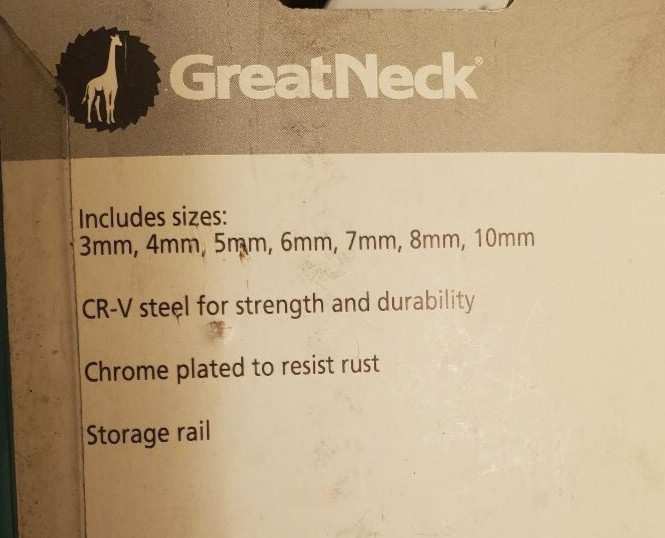 GreatNeck®
Includes sizes:
3mm, 4mm, 5mm, 6mm, 7mm, 8mm, 10mm
CR-V steel for strength and durability
Chrome plated to resist rust
Storage rail